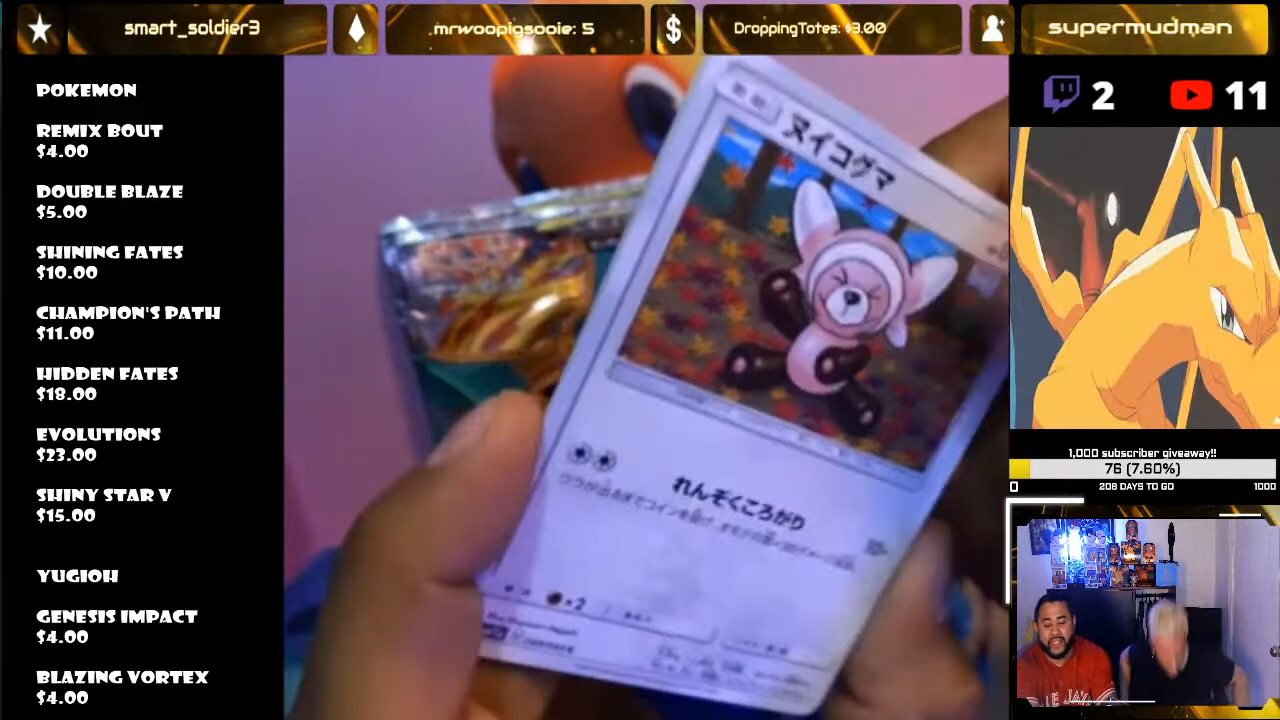 smart_soldier3
mrwoopigsooie: 5
$
DroppingTotes: $3.00
supermudman
2
11
POKEMON
REMIX BOUT
$4.00
DOUBLE BLAZE
$5.00
SHINING FATES
$10.00
CHAMPION'S PATH
$11.00
HIDDEN FATES
$18.00
EVOLUTIONS
$23.00
SHINY STAR V
$15.00
YUGIOH
GENESIS IMPACT
$4.00
BLAZING VORTEX
$4.00
ヌイコグマ
れんぞくころがり
×2
1,000 subscriber giveaway!!
76 (7.60%)
0
208 DAYS TO GO
1000